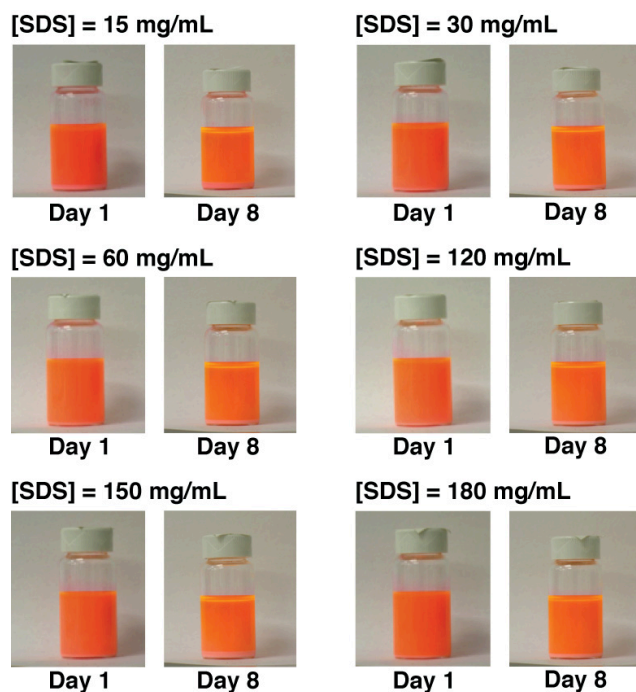 [SDS] = 15 mg/mL
[SDS] = 30 mg/mL
Day 1
Day 8
Day 1
Day 8
[SDS] = 60 mg/mL
[SDS] = 120 mg/mL
Day 1
Day 8
Day 1
Day 8
[SDS] = 150 mg/mL
[SDS] = 180 mg/mL
Day 1
Day 8
Day 1
Day 8